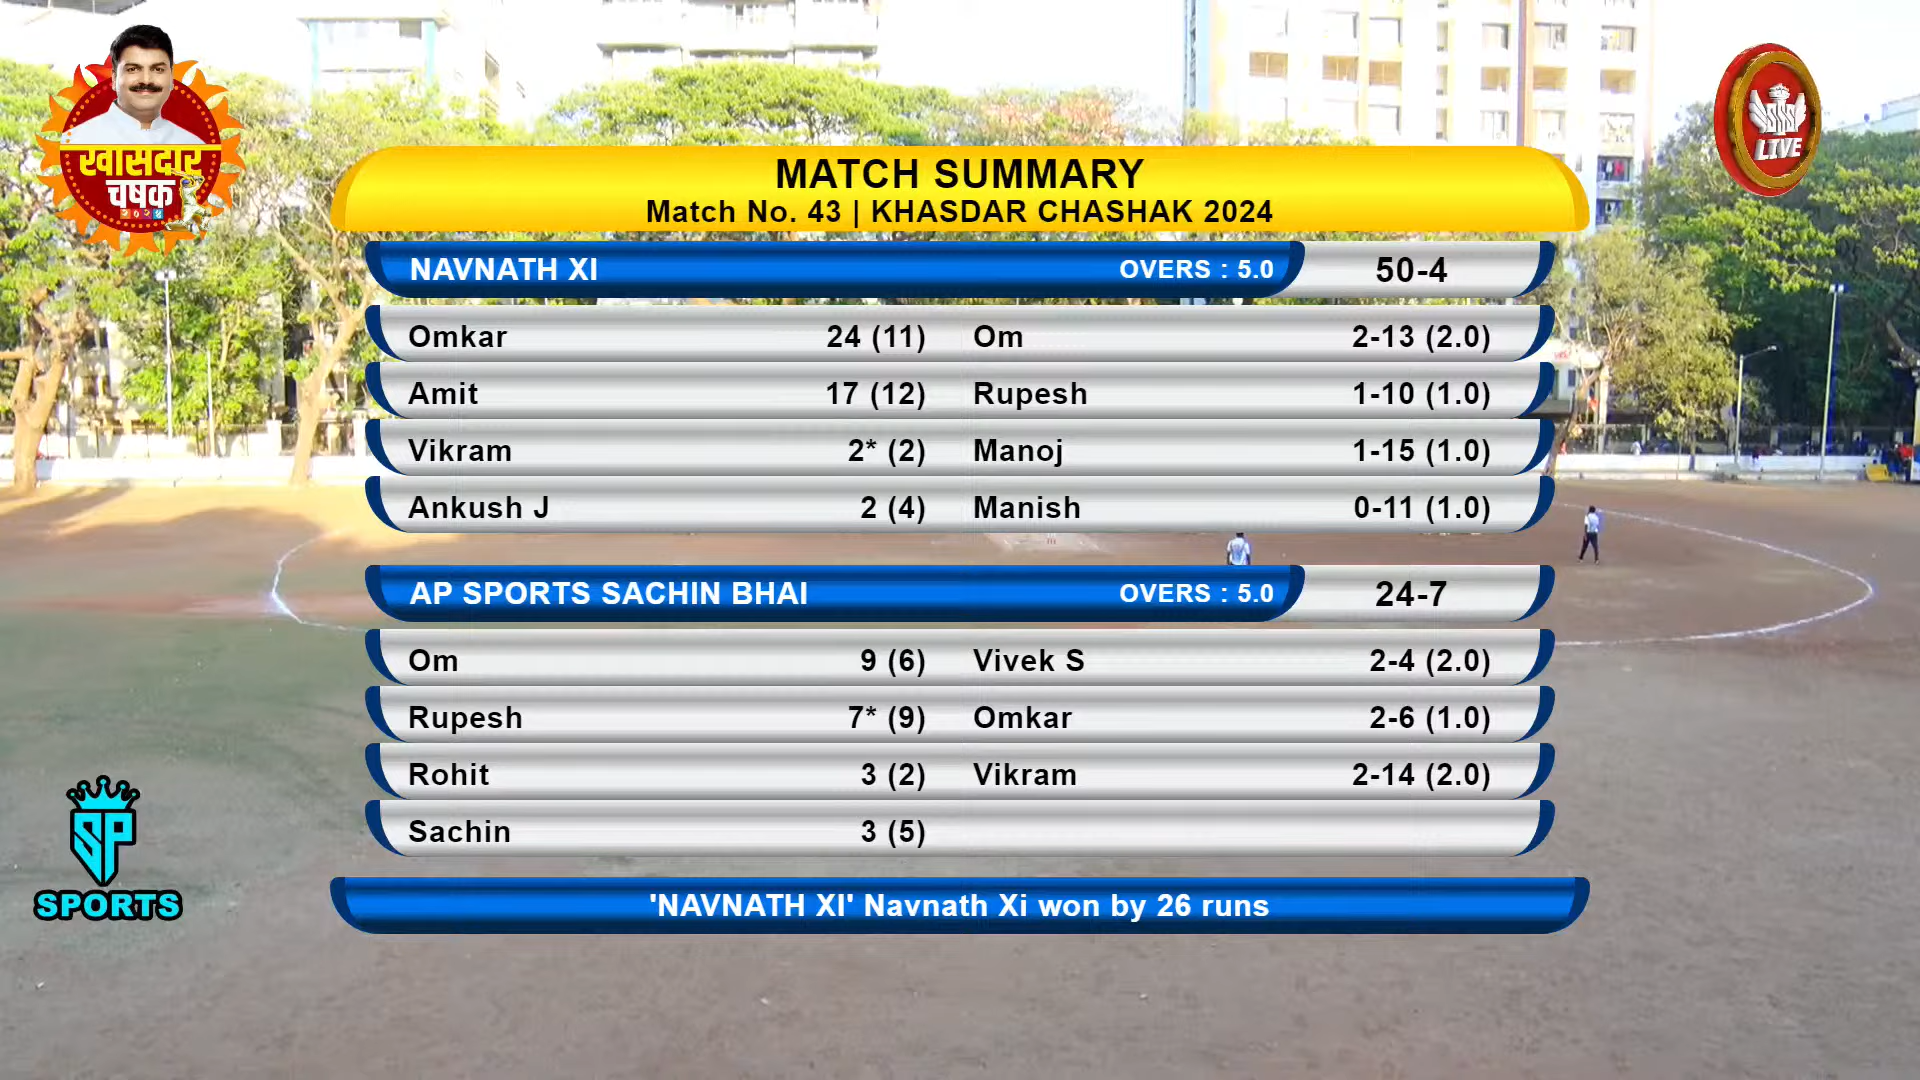 खासदार
चषक
२०२४
SSS
LIVE
MATCH SUMMARY
Match No. 43 | KHASDAR CHASHAK 2024
NAVNATH XI OVERS : 5.0 50-4
Omkar 24 (11) Om 2-13 (2.0)
Amit 17 (12) Rupesh 1-10 (1.0)
Vikram 2* (2) Manoj 1-15 (1.0)
Ankush J 2 (4) Manish 0-11 (1.0)
AP SPORTS SACHIN BHAI OVERS : 5.0 24-7
Om 9 (6) Vivek S 2-4 (2.0)
Rupesh 7* (9) Omkar 2-6 (1.0)
Rohit 3 (2) Vikram 2-14 (2.0)
Sachin 3 (5)
SP
SPORTS
'NAVNATH XI' Navnath Xi won by 26 runs